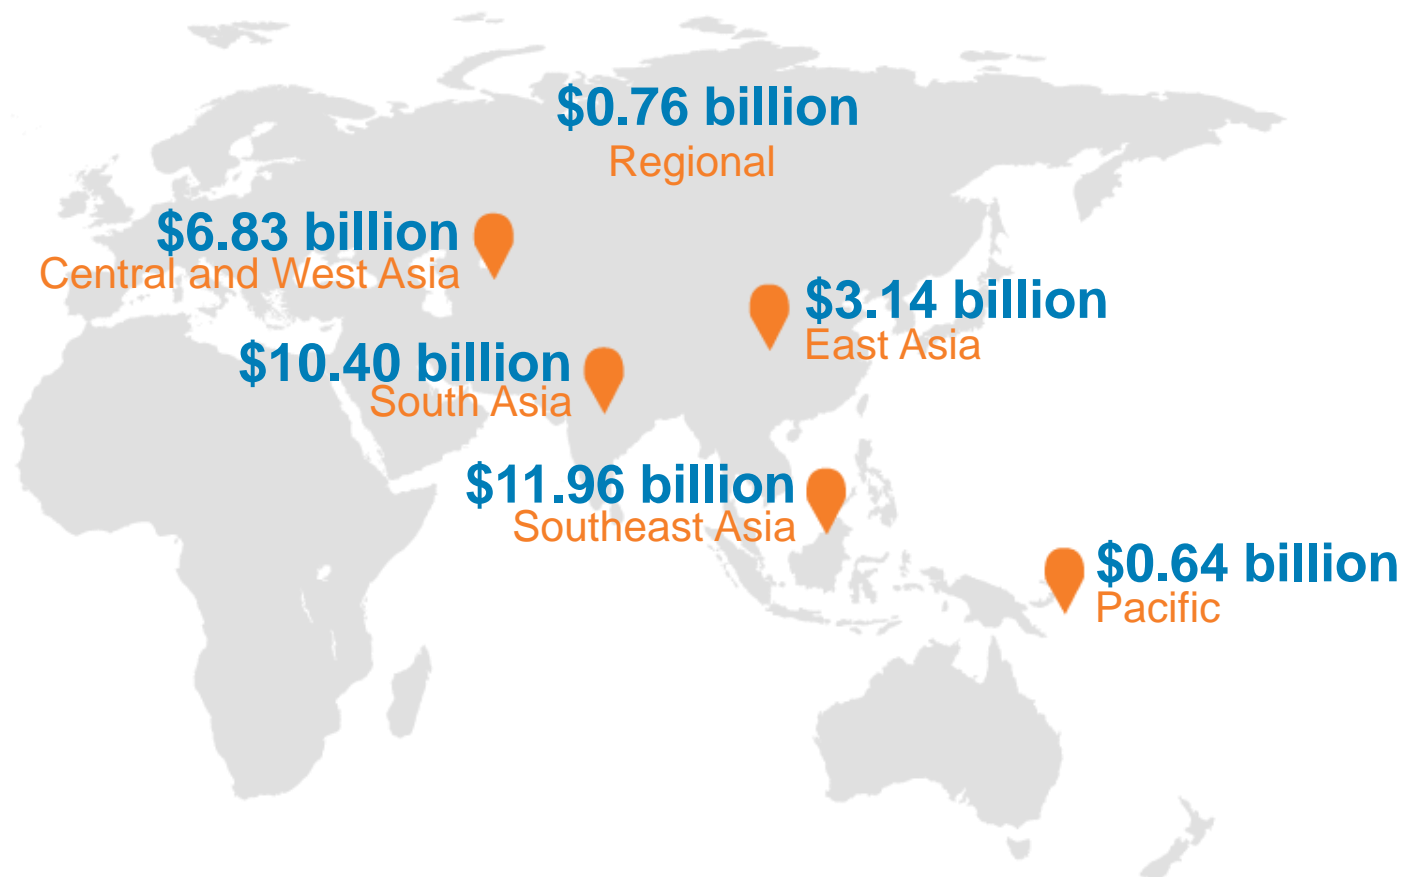 $0.76 billion
Regional
$6.83 billion
Central and West Asia
$3.14 billion
East Asia
$10.40 billion
South Asia
$11.96 billion
Southeast Asia
$0.64 billion
Pacific